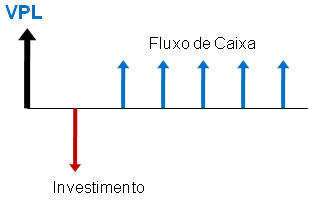 VPL
Fluxo de Caixa
Investimento